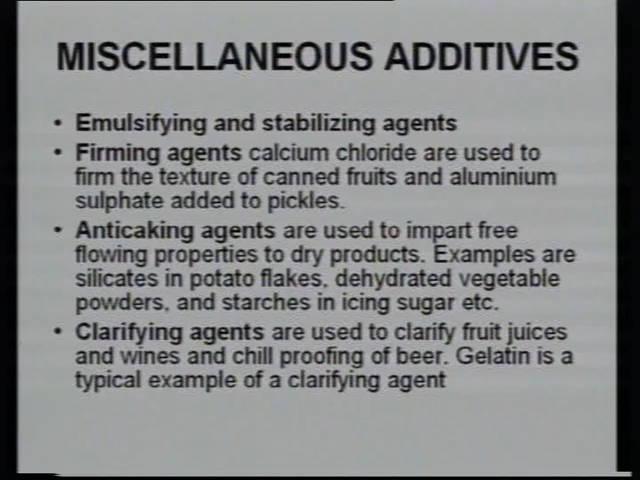 MISCELLANEOUS ADDITIVES
• Emulsifying and stabilizing agents
• Firming agents calcium chloride are used to
firm the texture of canned fruits and aluminium
sulphate added to pickles.
• Anticaking agents are used to impart free
flowing properties to dry products. Examples are
silicates in potato flakes, dehydrated vegetable
powders, and starches in icing sugar etc.
• Clarifying agents are used to clarify fruit juices
and wines and chill proofing of beer. Gelatin is a
typical example of a clarifying agent